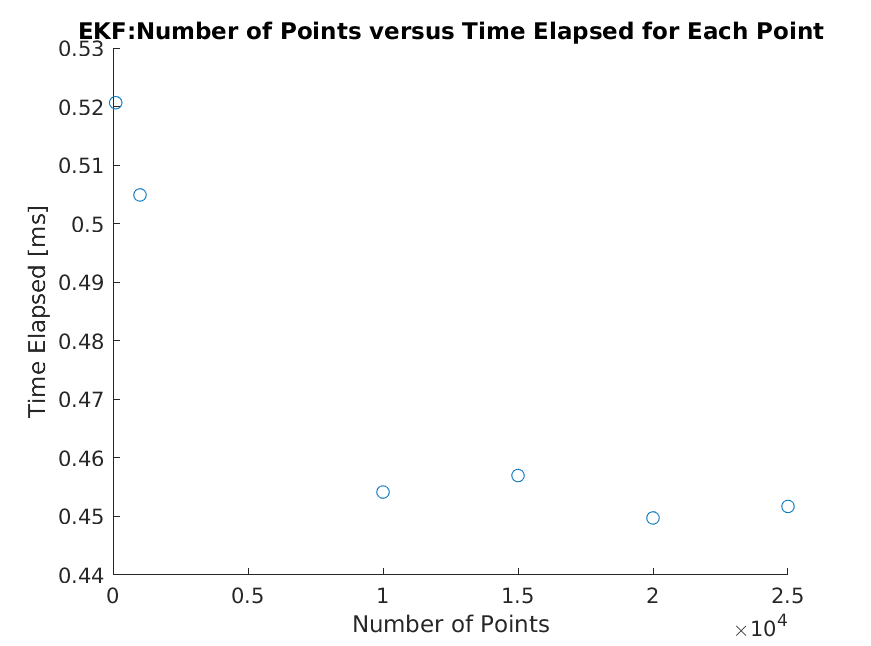 EKF:Number of Points versus Time Elapsed for Each Point
0.53
0.52
0.51
0.5
0.49
0.48
0.47
0.46
0.45
0.44
Time Elapsed [ms]
0 0.5 1 1.5 2 2.5
Number of Points
×10⁴